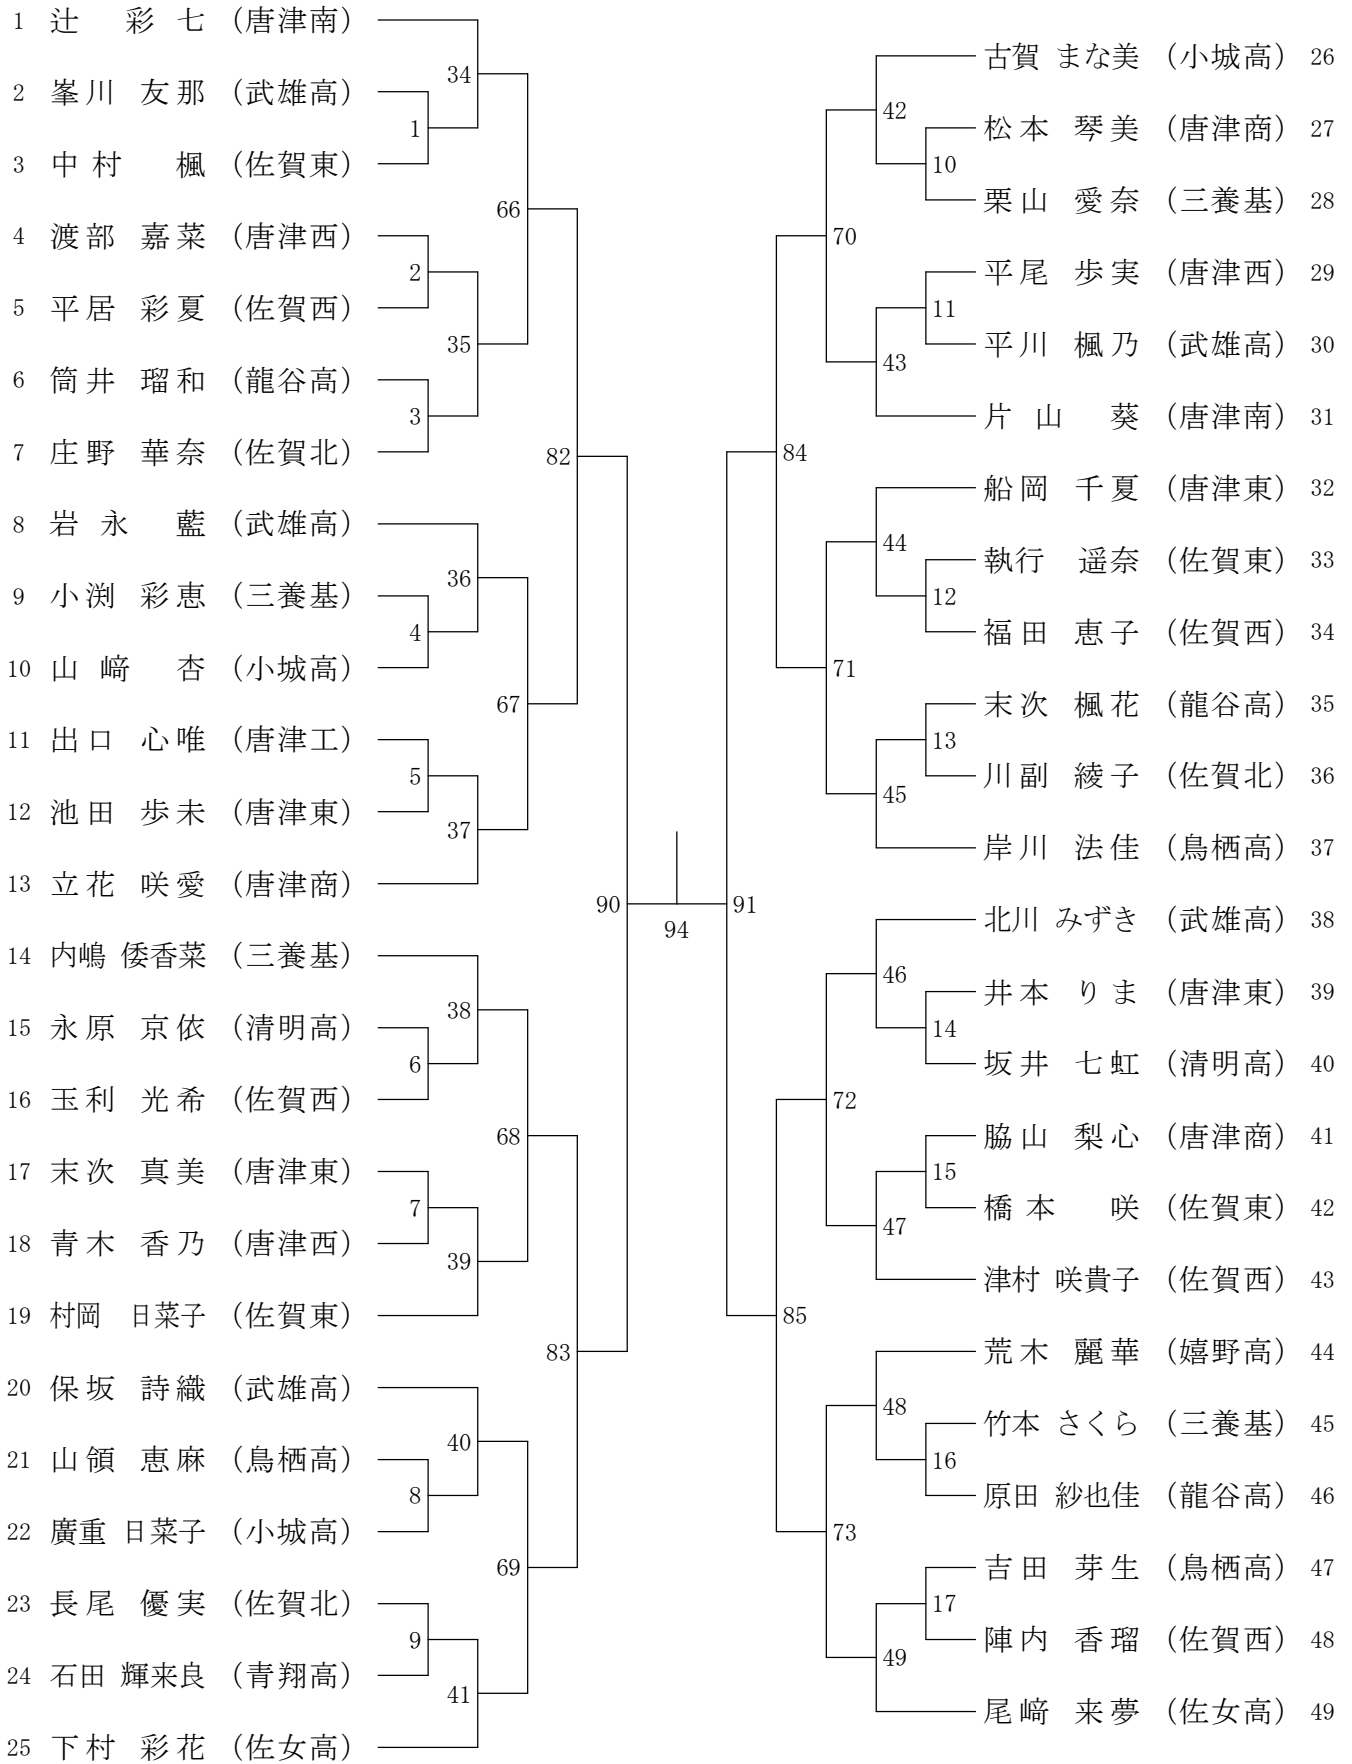 1 辻 彩七 (唐津南)
2 峯川 友那 (武雄高)
3 中村 楓 (佐賀東)
4 渡部 嘉菜 (唐津西)
5 平居 彩夏 (佐賀西)
6 筒井 瑠和 (龍谷高)
7 庄野 華奈 (佐賀北)
8 岩永 藍 (武雄高)
9 小渕 彩恵 (三養基)
10 山﨑 杏 (小城高)
11 出口 心唯 (唐津工)
12 池田 歩未 (唐津東)
13 立花 咲愛 (唐津商)
14 内嶋 倭香菜 (三養基)
15 永原 京依 (清明高)
16 玉利 光希 (佐賀西)
17 末次 真美 (唐津東)
18 青木 香乃 (唐津西)
19 村岡 日菜子 (佐賀東)
20 保坂 詩織 (武雄高)
21 山領 恵麻 (鳥栖高)
22 廣重 日菜子 (小城高)
23 長尾 優実 (佐賀北)
24 石田 輝来良 (青翔高)
25 下村 彩花 (佐女高)
34
1
2
35
3
66
36
4
5
37
67
82
38
6
7
39
68
40
8
9
41
69
83
90
94
91
84
70
42
10
11
43
71
44
12
13
45
85
72
46
14
15
47
73
48
16
17
49
古賀 まな美 (小城高) 26
松本 琴美 (唐津商) 27
栗山 愛奈 (三養基) 28
平尾 歩実 (唐津西) 29
平川 楓乃 (武雄高) 30
片山 葵 (唐津南) 31
船岡 千夏 (唐津東) 32
執行 遥奈 (佐賀東) 33
福田 恵子 (佐賀西) 34
末次 楓花 (龍谷高) 35
川副 綾子 (佐賀北) 36
岸川 法佳 (鳥栖高) 37
北川 みずき (武雄高) 38
井本 りま (唐津東) 39
坂井 七虹 (清明高) 40
脇山 梨心 (唐津商) 41
橋本 咲 (佐賀東) 42
津村 咲貴子 (佐賀西) 43
荒木 麗華 (嬉野高) 44
竹本 さくら (三養基) 45
原田 紗也佳 (龍谷高) 46
吉田 芽生 (鳥栖高) 47
陣内 香瑠 (佐賀西) 48
尾﨑 来夢 (佐女高) 49